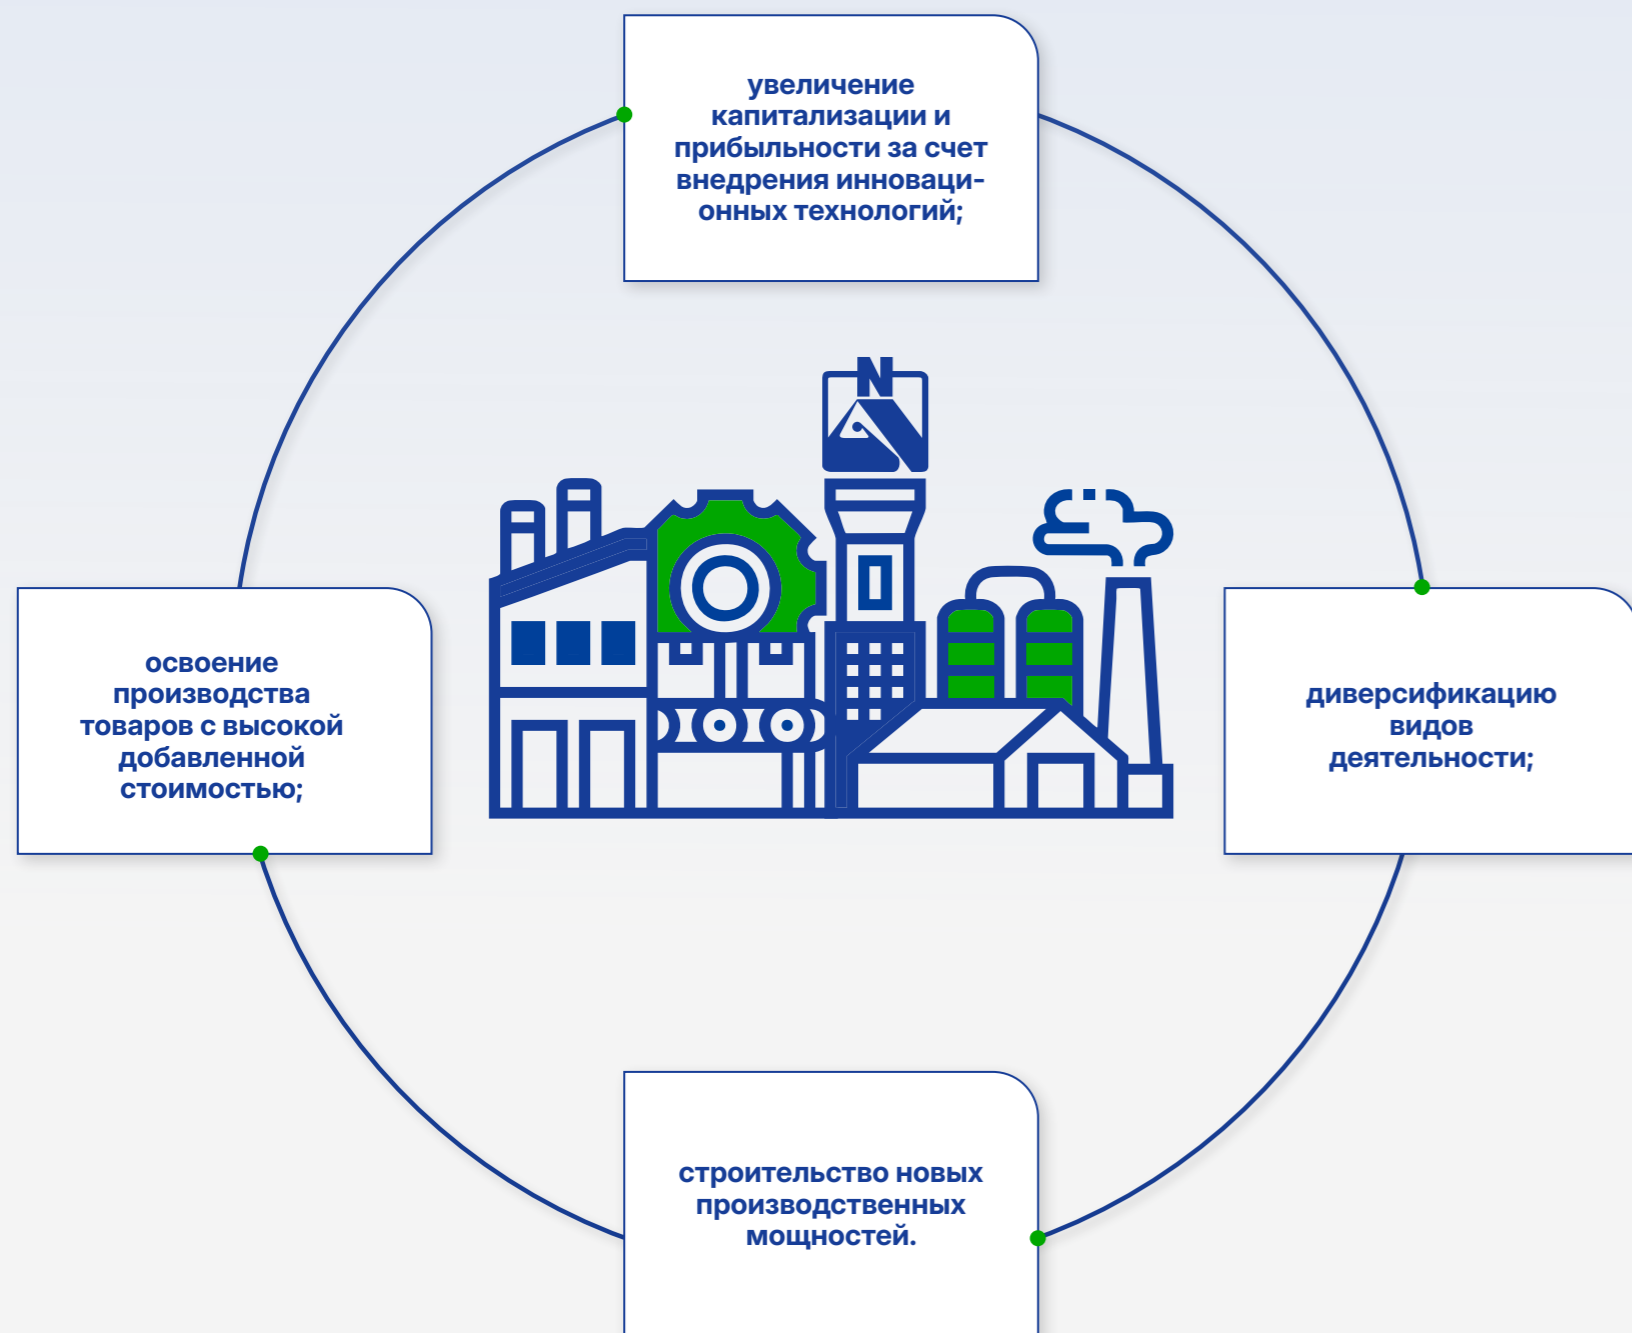 увеличение
капитализации и
прибыльности за счет
внедрения инноваци-
онных технологий;
N
освоение
производства
товаров с высокой
добавленной
стоимостью;
диверсификацию
видов
деятельности;
строительство новых
производственных
мощностей.